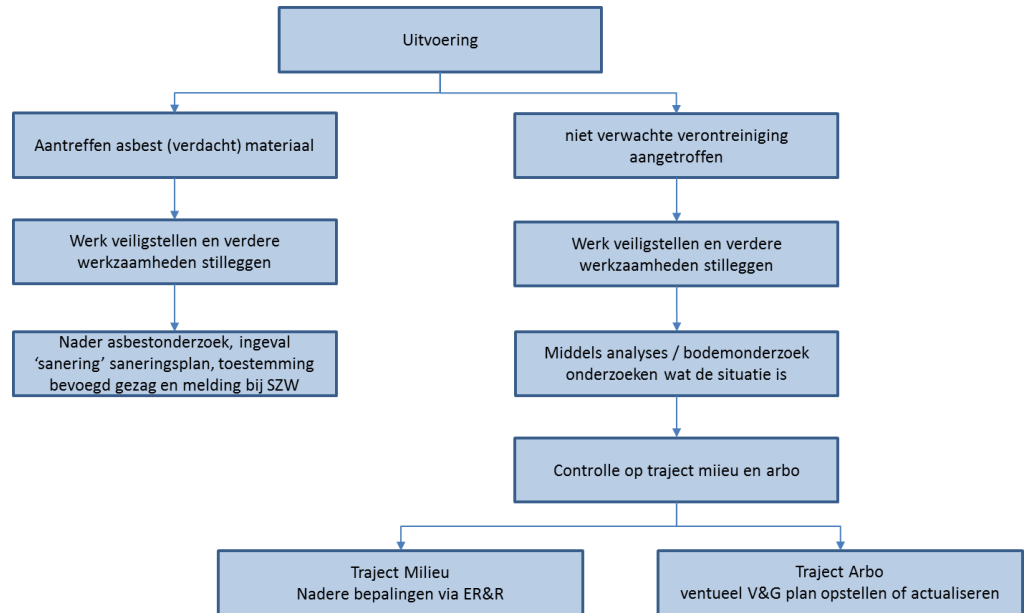 Uitvoering
Aantreffen asbest (verdacht) materiaal
niet verwachte verontreiniging
aangetroffen
Werk veiligstellen en verdere
werkzaamheden stilleggen
Werk veiligstellen en verdere
werkzaamheden stilleggen
Nader asbestonderzoek, ingeval
‘sanering’ saneringsplan, toestemming
bevoegd gezag en melding bij SZW
Middels analyses / bodemonderzoek
onderzoeken wat de situatie is
Controlle op traject miieu en arbo
Traject Milieu
Nadere bepalingen via ER&R
Traject Arbo
ventueel V&G plan opstellen of actualiseren